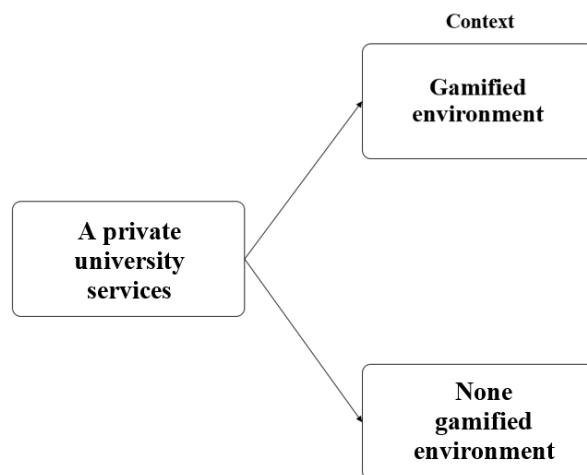 Context
Gamified
environment
A private
university
services
None
gamified
environment